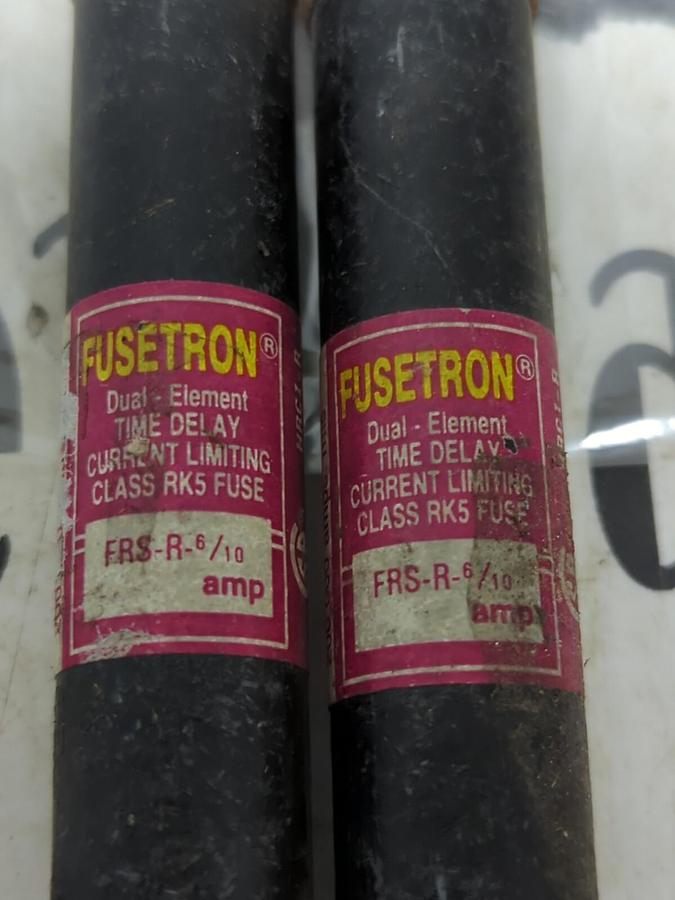 FUSETRON®
Dual - Element
TIME DELAY
CURRENT LIMITING
CLASS RK5 FUSE
FRS-R-6/10
amp
FUSETRON®
Dual - Element
TIME DELAY
CURRENT LIMITING
CLASS RK5 FUSE
FRS-R-6/10
amp